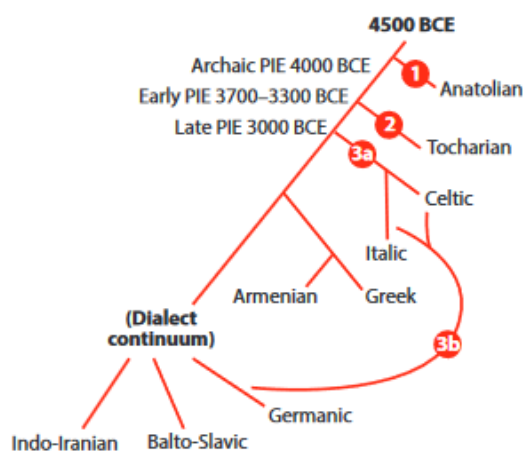 4500 BCE
Archaic PIE 4000 BCE
1
Anatolian
Early PIE 3700–3300 BCE
2
Late PIE 3000 BCE
Tocharian
3a
Celtic
Italic
Armenian
Greek
(Dialect
continuum)
3b
Germanic
Indo-Iranian
Balto-Slavic